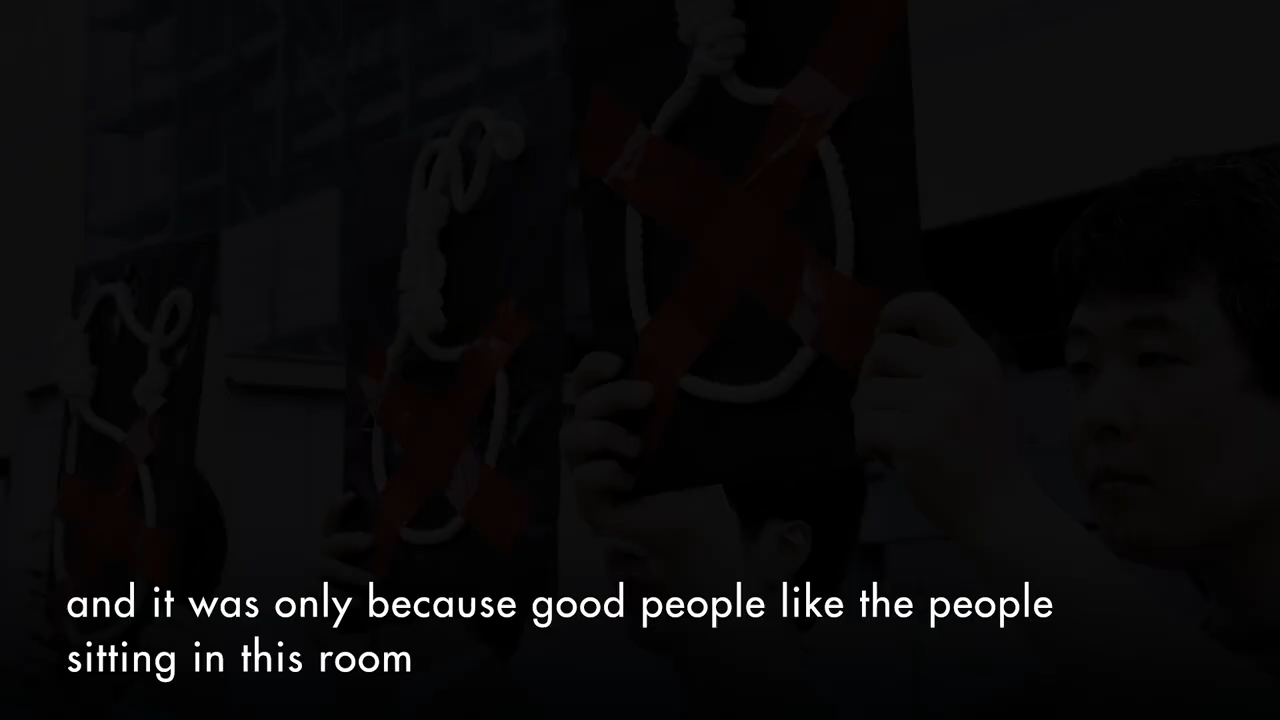 and it was only because good people like the people
sitting in this room